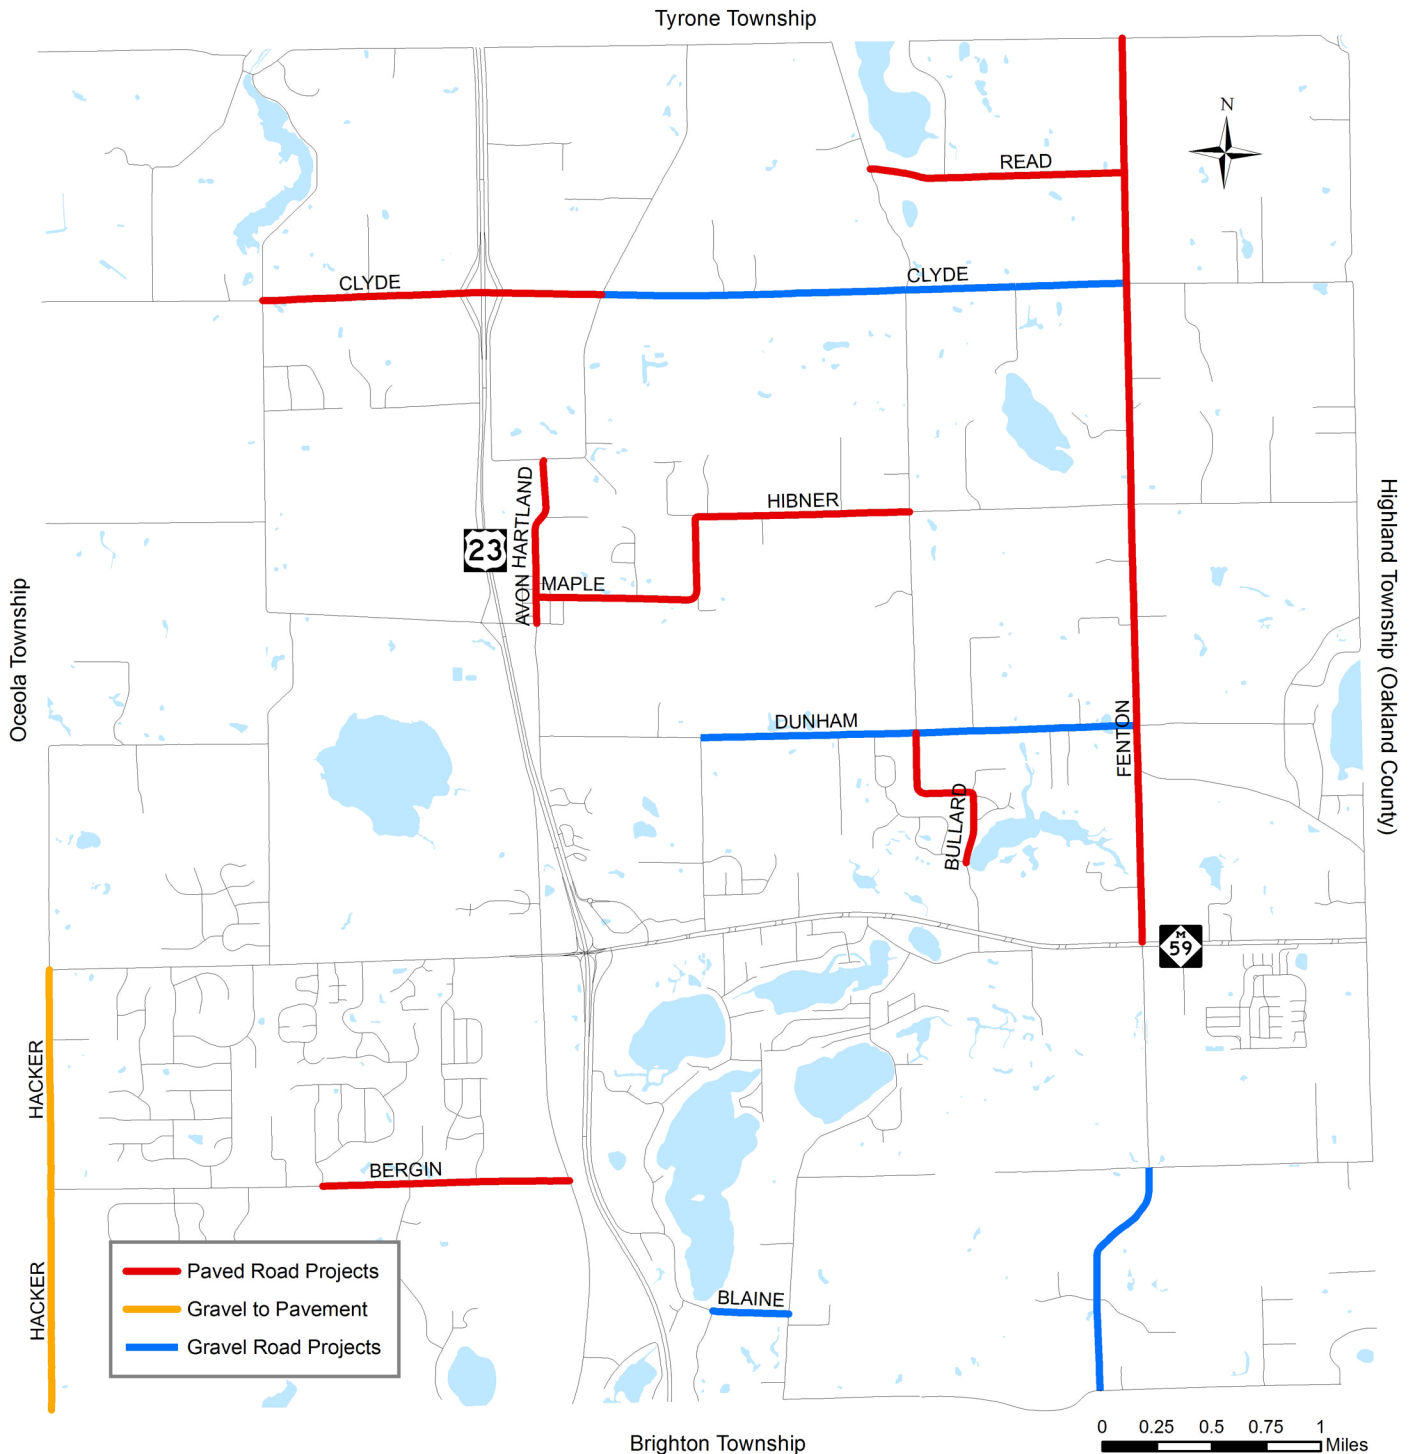 Tyrone Township
N
READ
CLYDE
CLYDE
HIBNER
AVON HARTLAND
23
MAPLE
Oceola Township
Highland Township (Oakland County)
DUNHAM
FENTON
BULLARD
M
59
HACKER
BERGIN
HACKER
Paved Road Projects
Gravel to Pavement
Gravel Road Projects
BLAINE
0 0.25 0.5 0.75 1
Miles
Brighton Township